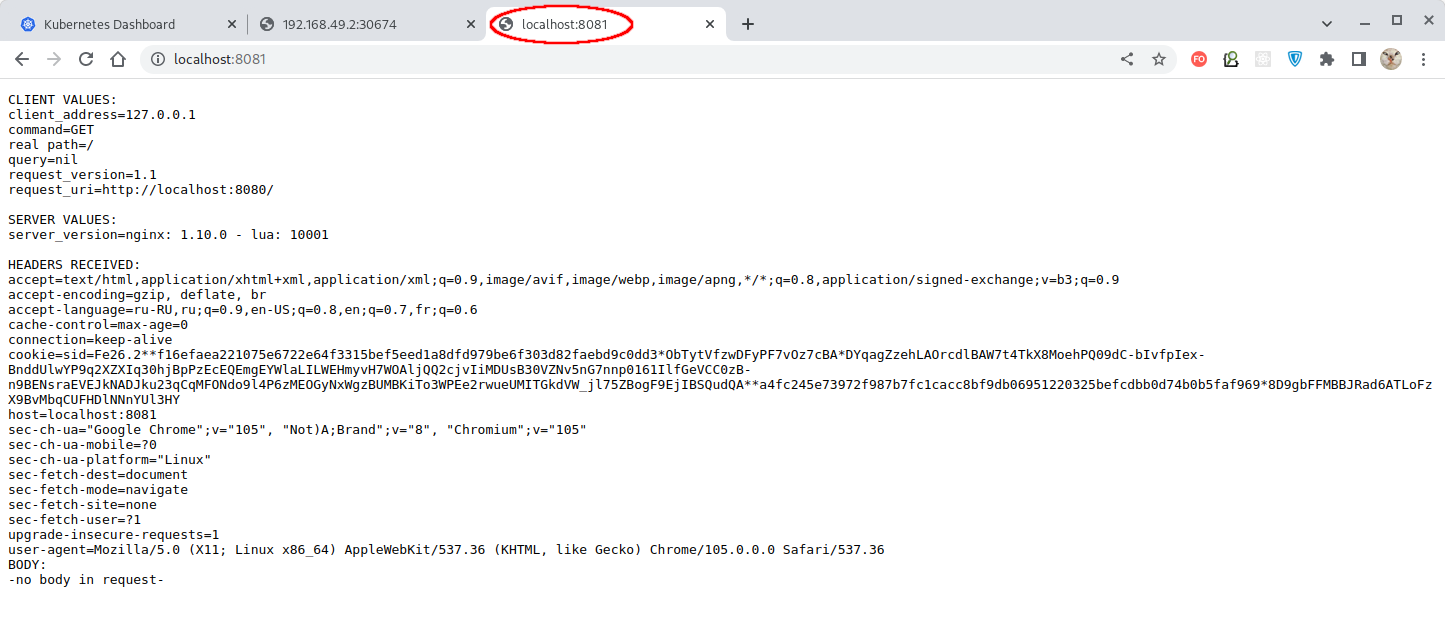 Kubernetes Dashboard
192.168.49.2:30674
localhost:8081
localhost:8081
FO
CLIENT VALUES:
client_address=127.0.0.1
command=GET
real path=/
query=nil
request_version=1.1
request_uri=http://localhost:8080/
SERVER VALUES:
server_version=nginx: 1.10.0 - lua: 10001
HEADERS RECEIVED:
accept=text/html,application/xhtml+xml,application/xml;q=0.9,image/avif,image/webp,image/apng,*/*;q=0.8,application/signed-exchange;v=b3;q=0.9
accept-encoding=gzip, deflate, br
accept-language=ru-RU,ru;q=0.9,en-US;q=0.8,en;q=0.7,fr;q=0.6
cache-control=max-age=0
connection=keep-alive
cookie=sid=Fe26.2**f16efaea221075e6722e64f3315bef5eed1a8dfd979be6f303d82faebd9c0dd3*ObTytVfzwDFyPF7vOz7cBA*DYqagZzehLAOrcdlBAW7t4TkX8MoehPQ09dC-bIvfpIex-
BnddUlwYP9q2XZXIq30hjBpPzEcEQEmgEYWlaLILWEHmyvH7WOAljQQ2cjvIiMDUsB30VZNv5nG7nnp0161IlfGeVCC0zB-
n9BENsraEVEJkNADJku23qCqMFONdo9l4P6zMEOGyNxWgzBUMBKiTo3WPEe2rwueUMITGkdVW_jl75ZBogF9EjIBSQudQA**a4fc245e73972f987b7fc1cacc8bf9db06951220325befcdbb0d74b0b5faf969*8D9gbFFMBBJRad6ATLoFz
X9BvMbqCUFHDlNNnYUl3HY
host=localhost:8081
sec-ch-ua="Google Chrome";v="105", "Not)A;Brand";v="8", "Chromium";v="105"
sec-ch-ua-mobile=?0
sec-ch-ua-platform="Linux"
sec-fetch-dest=document
sec-fetch-mode=navigate
sec-fetch-site=none
sec-fetch-user=?1
upgrade-insecure-requests=1
user-agent=Mozilla/5.0 (X11; Linux x86_64) AppleWebKit/537.36 (KHTML, like Gecko) Chrome/105.0.0.0 Safari/537.36
BODY:
-no body in request-